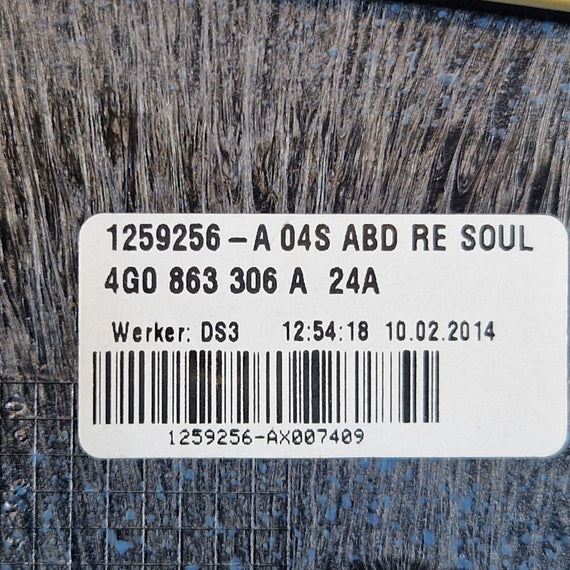 1259256-A 04S ABD RE SOUL
4G0 863 306 A 24A
Werker: DS3 12:54:18 10.02.2014
1259256-AX007409